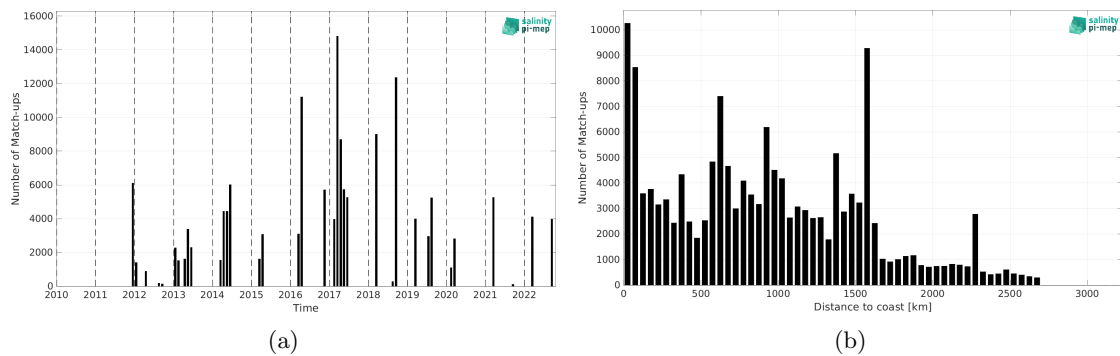 Number of Match-ups
16000
14000
12000
10000
8000
6000
4000
2000
0
2010 2011 2012 2013 2014 2015 2016 2017 2018 2019 2020 2021 2022
Time
salinity
pi-mep
(a)
Number of Match-ups
10000
9000
8000
7000
6000
5000
4000
3000
2000
1000
0
0 500 1000 1500 2000 2500 3000
Distance to coast [km]
salinity
pi-mep
(b)